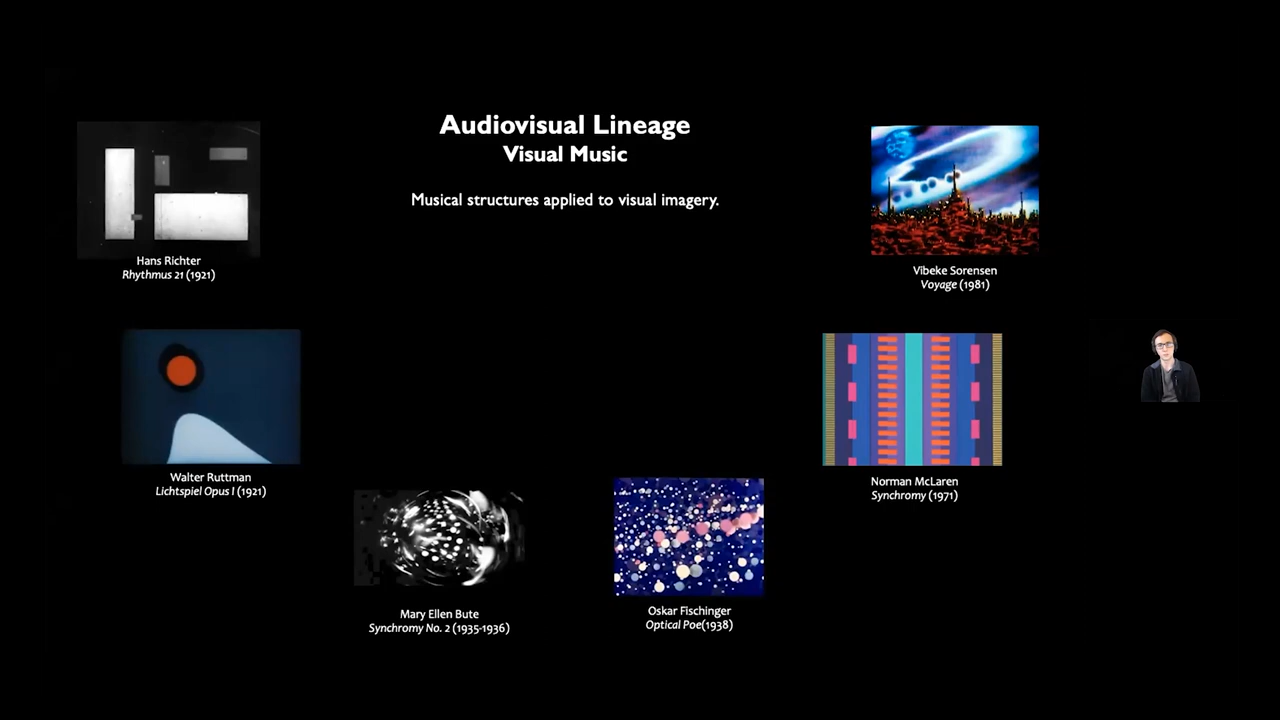 Audiovisual Lineage
Visual Music
Musical structures applied to visual imagery.
Hans Richter
Rhythmus 21 (1921)
Vibeke Sorensen
Voyage (1981)
Walter Ruttman
Lichtspiel Opus I (1921)
Norman McLaren
Synchromy (1971)
Mary Ellen Bute
Synchromy No. 2 (1935-1936)
Oskar Fischinger
Optical Poe(1938)